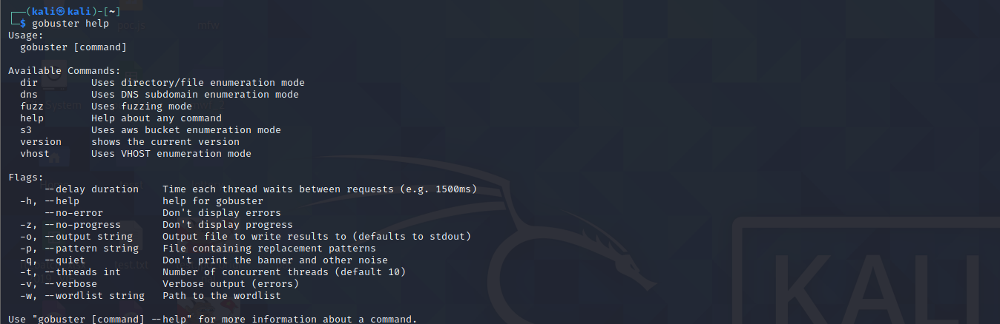 ┌──(kali㉿kali)-[~]
└─$ gobuster help
Usage:
  gobuster [command]

Available Commands:
  dir         Uses directory/file enumeration mode
  dns         Uses DNS subdomain enumeration mode
  fuzz        Uses fuzzing mode
  help        Help about any command
  s3          Uses aws bucket enumeration mode
  version     shows the current version
  vhost       Uses VHOST enumeration mode

Flags:
      --delay duration    Time each thread waits between requests (e.g. 1500ms)
  -h, --help              help for gobuster
      --no-error          Don't display errors
  -z, --no-progress       Don't display progress
  -o, --output string     Output file to write results to (defaults to stdout)
  -p, --pattern string    File containing replacement patterns
  -q, --quiet             Don't print the banner and other noise
  -t, --threads int       Number of concurrent threads (default 10)
  -v, --verbose           Verbose output (errors)
  -w, --wordlist string   Path to the wordlist

Use "gobuster [command] --help" for more information about a command.
KALI
System
test.txt